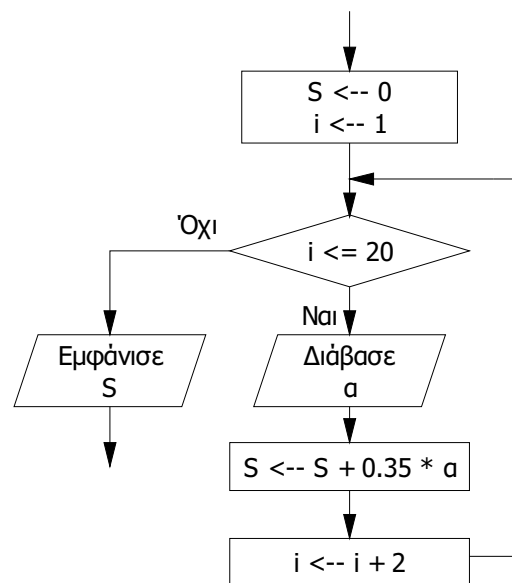 S <-- 0
i <-- 1
Όχι
i <= 20
Ναι
Εμφάνισε
S
Διάβασε
α
S <-- S + 0.35 * α
i <-- i + 2